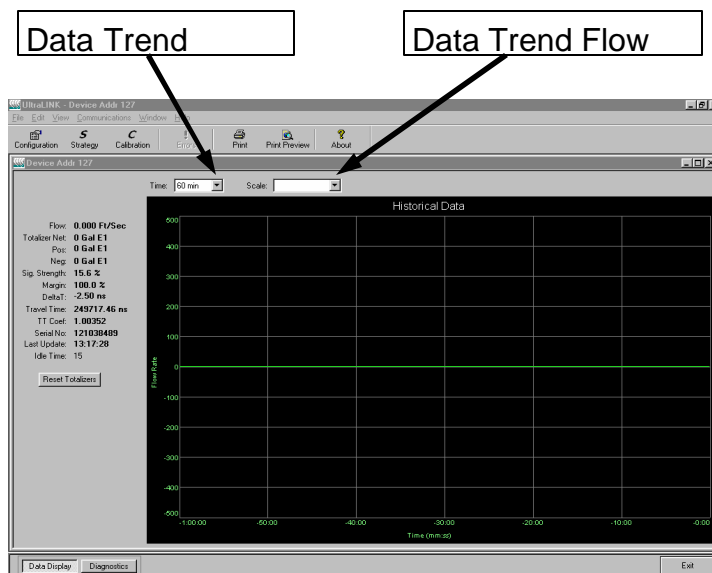 Data Trend
Data Trend Flow
UltraLINK - Device Addr 127
File Edit View Communications Window Help
Configuration Strategy Calibration Errors Print Print Preview About
Device Addr 127
Time: 60 min Scale:
Historical Data
Flow: 0.000 Ft/Sec
Totalizer Net: 0 Gal E1
Pos: 0 Gal E1
Neg: 0 Gal E1
Sig. Strength: 15.6 %
Margin: 100.0 %
DeltaT: -2.50 ns
Travel Time: 249717.46 ns
TT Coef: 1.00352
Serial No: 121038489
Last Update: 13:17:28
Idle Time: 15
Reset Totalizers
500
400
300
200
100
0
-100
-200
-300
-400
-500
Flow Rate
-1:00:00 -50:00 -40:00 -30:00 -20:00 -10:00 -0:00
Time (mm:ss)
Data Display Diagnostics Exit